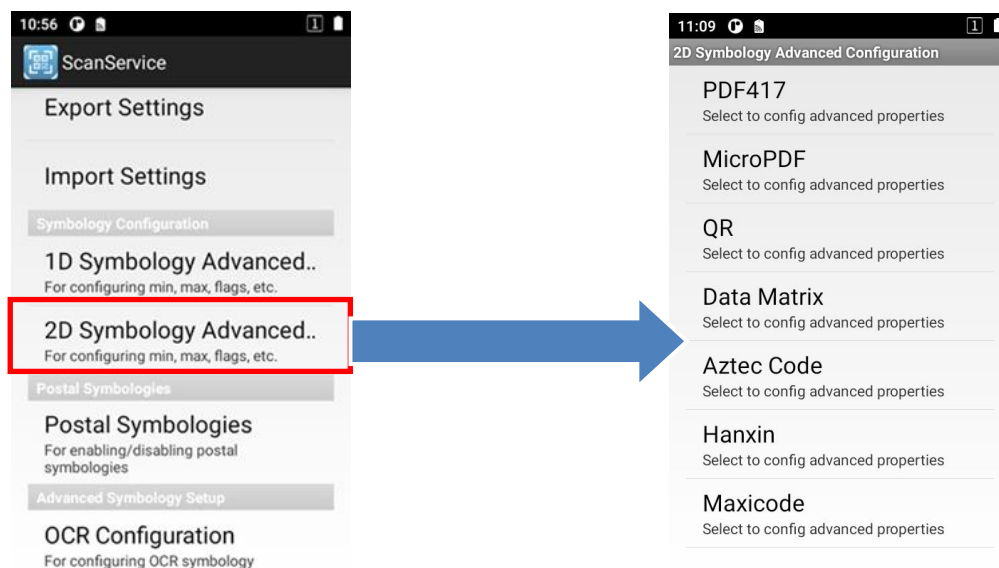 10:56
1
ScanService
Export Settings
Import Settings
Symbology Configuration
1D Symbology Advanced..
For configuring min, max, flags, etc.
2D Symbology Advanced..
For configuring min, max, flags, etc.
Postal Symbologies
Postal Symbologies
For enabling/disabling postal
symbologies
Advanced Symbology Setup
OCR Configuration
For configuring OCR symbology
11:09
1
2D Symbology Advanced Configuration
PDF417
Select to config advanced properties
MicroPDF
Select to config advanced properties
QR
Select to config advanced properties
Data Matrix
Select to config advanced properties
Aztec Code
Select to config advanced properties
Hanxin
Select to config advanced properties
Maxicode
Select to config advanced properties